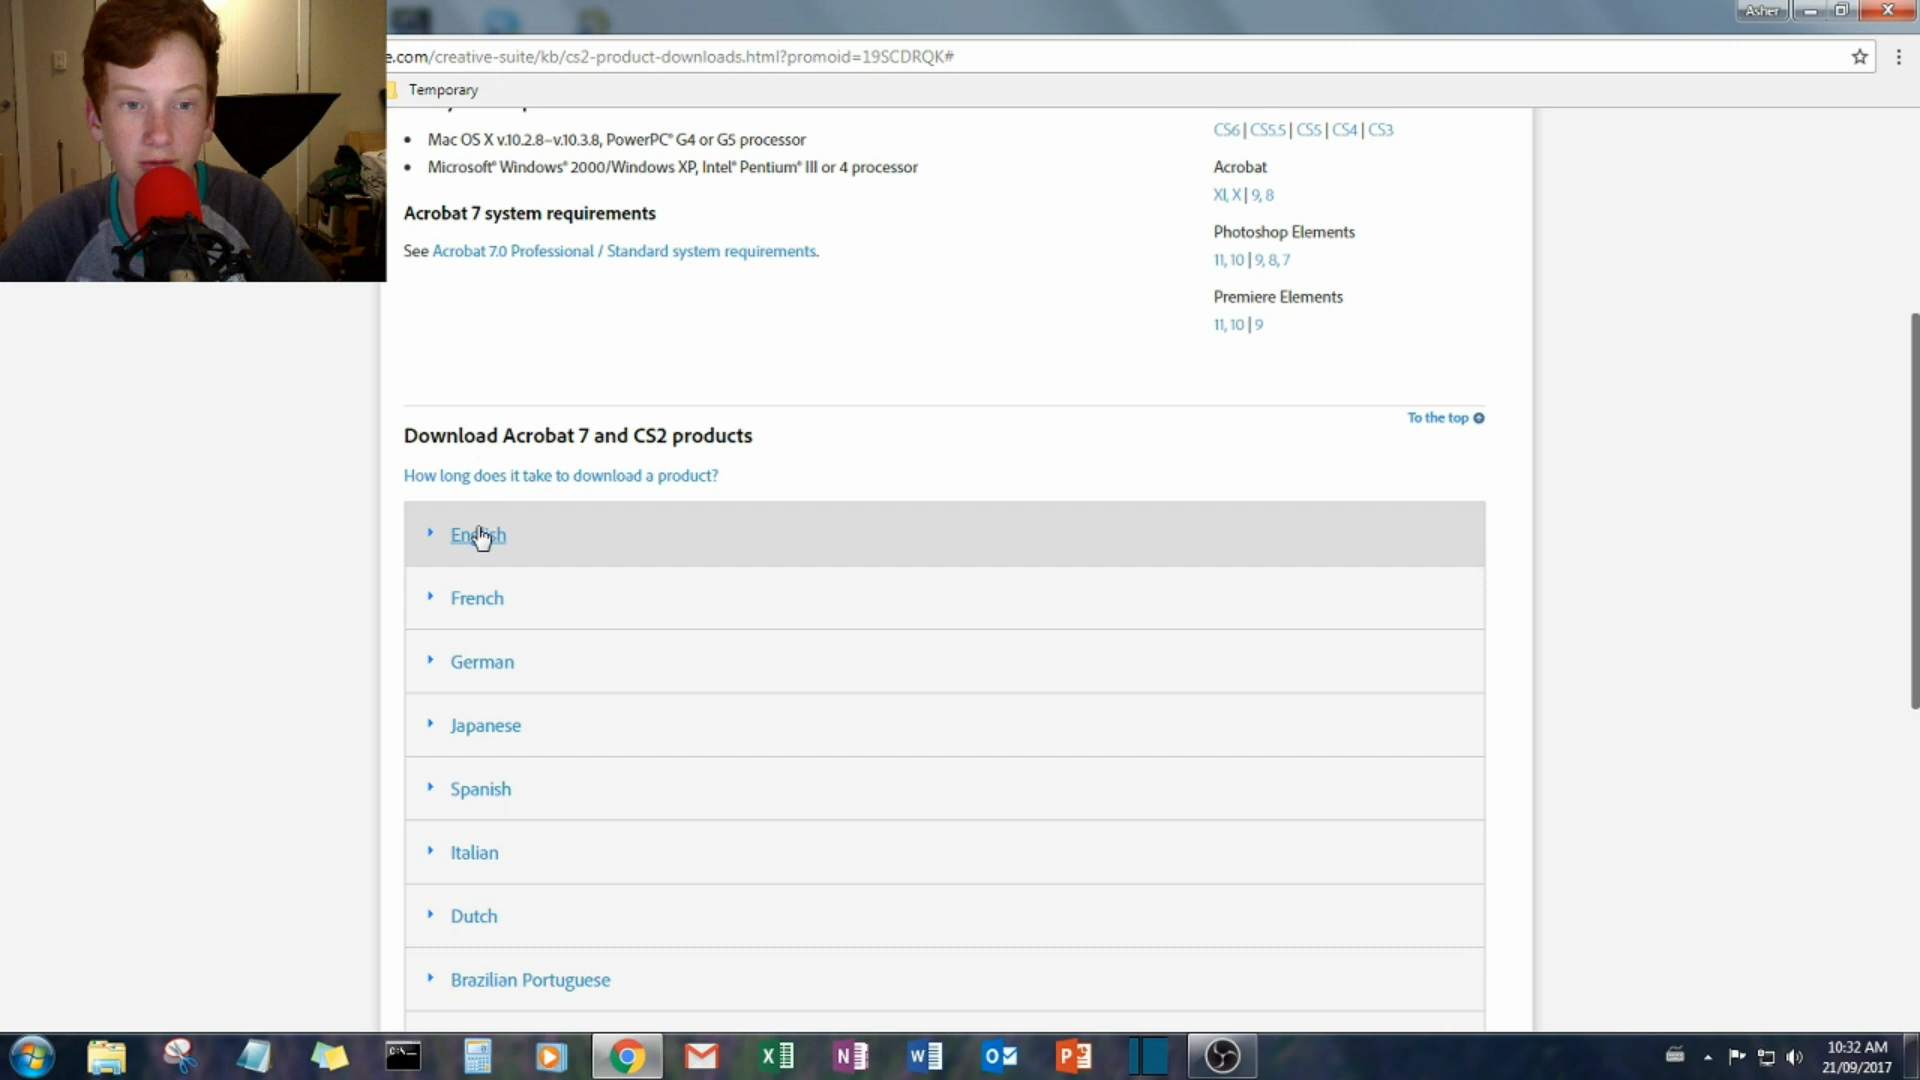 Asher
e.com/creative-suite/kb/cs2-product-downloads.html?promoid=19SCDRQK#
Temporary
• Mac OS X v.10.2.8–v.10.3.8, PowerPC® G4 or G5 processor
• Microsoft® Windows® 2000/Windows XP, Intel® Pentium® III or 4 processor
Acrobat 7 system requirements
See Acrobat 7.0 Professional / Standard system requirements.
CS6 | CS5.5 | CS5 | CS4 | CS3
Acrobat
XI, X | 9, 8
Photoshop Elements
11, 10 | 9, 8, 7
Premiere Elements
11, 10 | 9
To the top
Download Acrobat 7 and CS2 products
How long does it take to download a product?
English
French
German
Japanese
Spanish
Italian
Dutch
Brazilian Portuguese
10:32 AM
21/09/2017